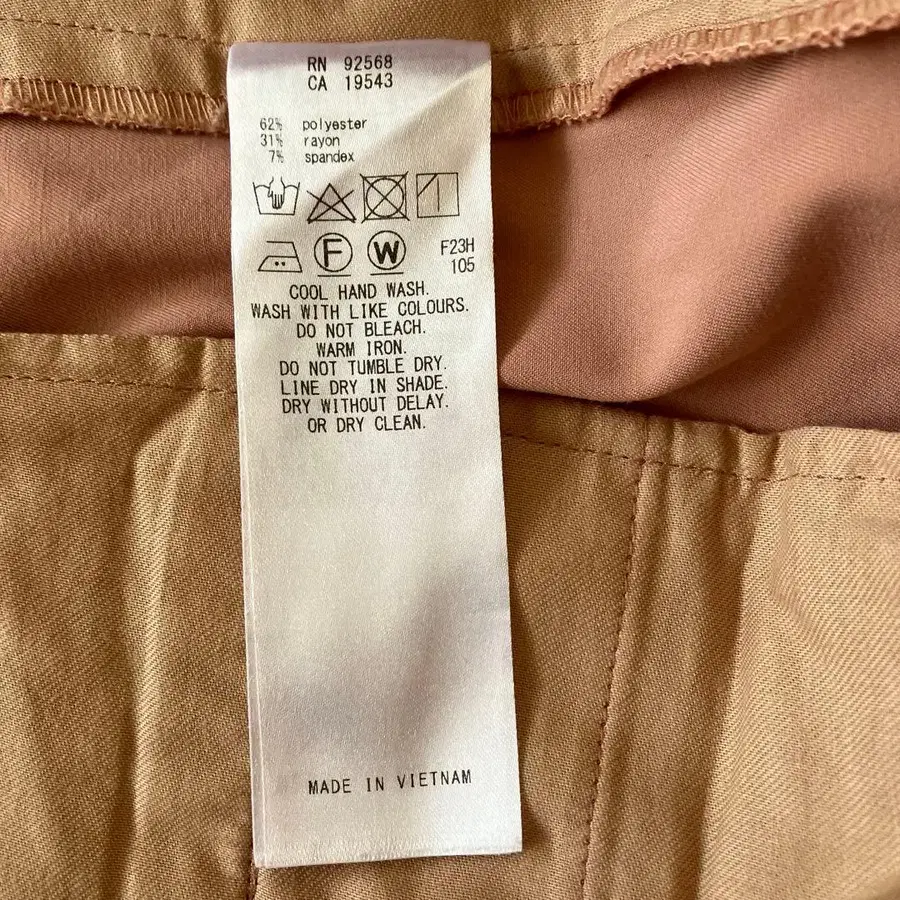 RN 92568
CA 19543
62% polyester
31% rayon
7% spandex
F W F23H
105
COOL HAND WASH.
WASH WITH LIKE COLOURS.
DO NOT BLEACH.
WARM IRON.
DO NOT TUMBLE DRY.
LINE DRY IN SHADE.
DRY WITHOUT DELAY.
OR DRY CLEAN.
MADE IN VIETNAM